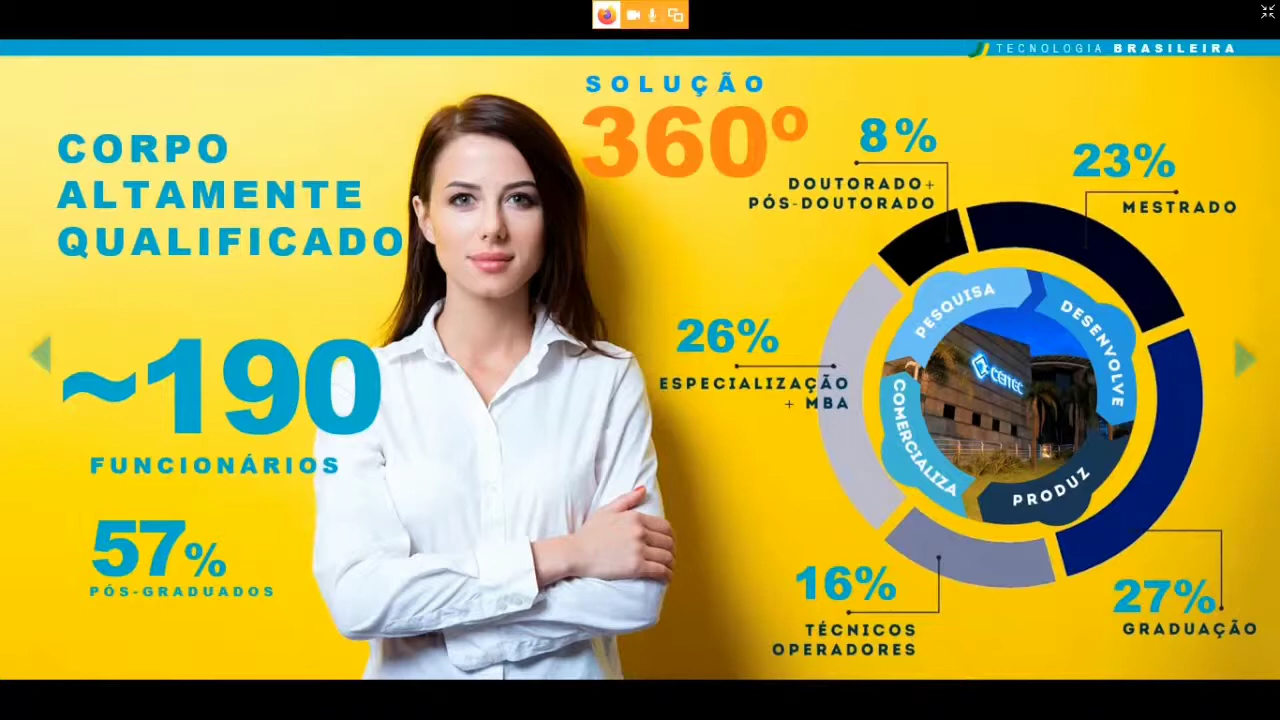 TECNOLOGIA BRASILEIRA
CORPO
ALTAMENTE
QUALIFICADO
~190
FUNCIONÁRIOS
57%
PÓS-GRADUADOS
SOLUÇÃO
360º
8%
DOUTORADO+
PÓS-DOUTORADO
23%
MESTRADO
26%
ESPECIALIZAÇÃO
+ MBA
16%
TÉCNICOS
OPERADORES
27%
GRADUAÇÃO
PESQUISA
DESENVOLVE
PRODUZ
COMERCIALIZA
CEITEC